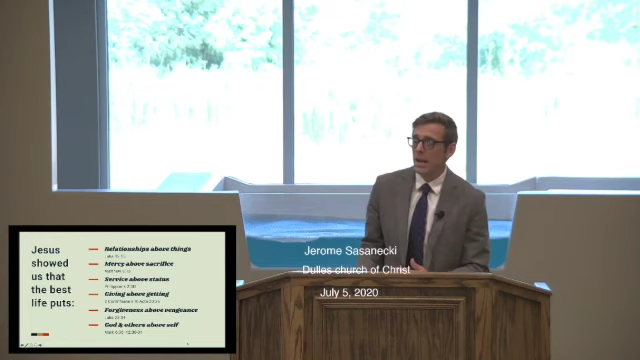 Jesus
showed
us that
the best
life puts:
Relationships above things
Mercy above sacrifice
Service above status
Giving above getting
Forgiveness above vengeance
God & others above self
Jerome Sasanecki
Dulles church of Christ
July 5, 2020